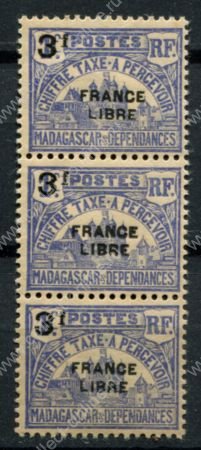 3f POSTES RF
CHIFFRE TAXE-A PERCEVOIR
FRANCE
LIBRE
MADAGASCAR & DEPENDANCES
3f POSTES RF
CHIFFRE TAXE-A PERCEVOIR
FRANCE
LIBRE
MADAGASCAR & DEPENDANCES
3f POSTES RF
CHIFFRE TAXE-A PERCEVOIR
FRANCE
LIBRE
MADAGASCAR & DEPENDANCES